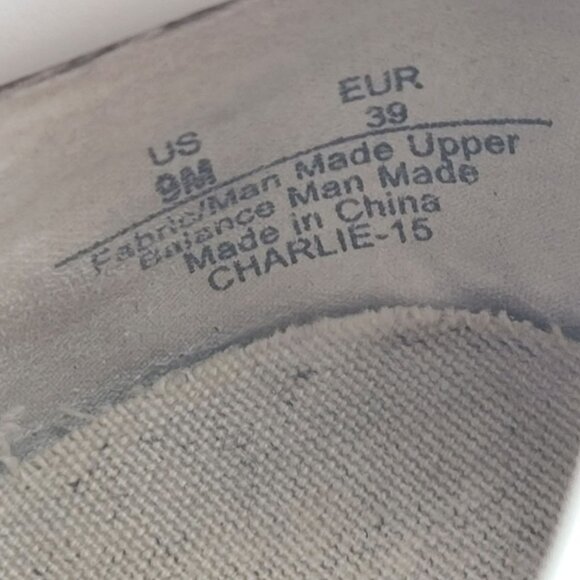 US EUR
9M 39
Fabric/Man Made Upper
Balance Man Made
Made in China
CHARLIE-15